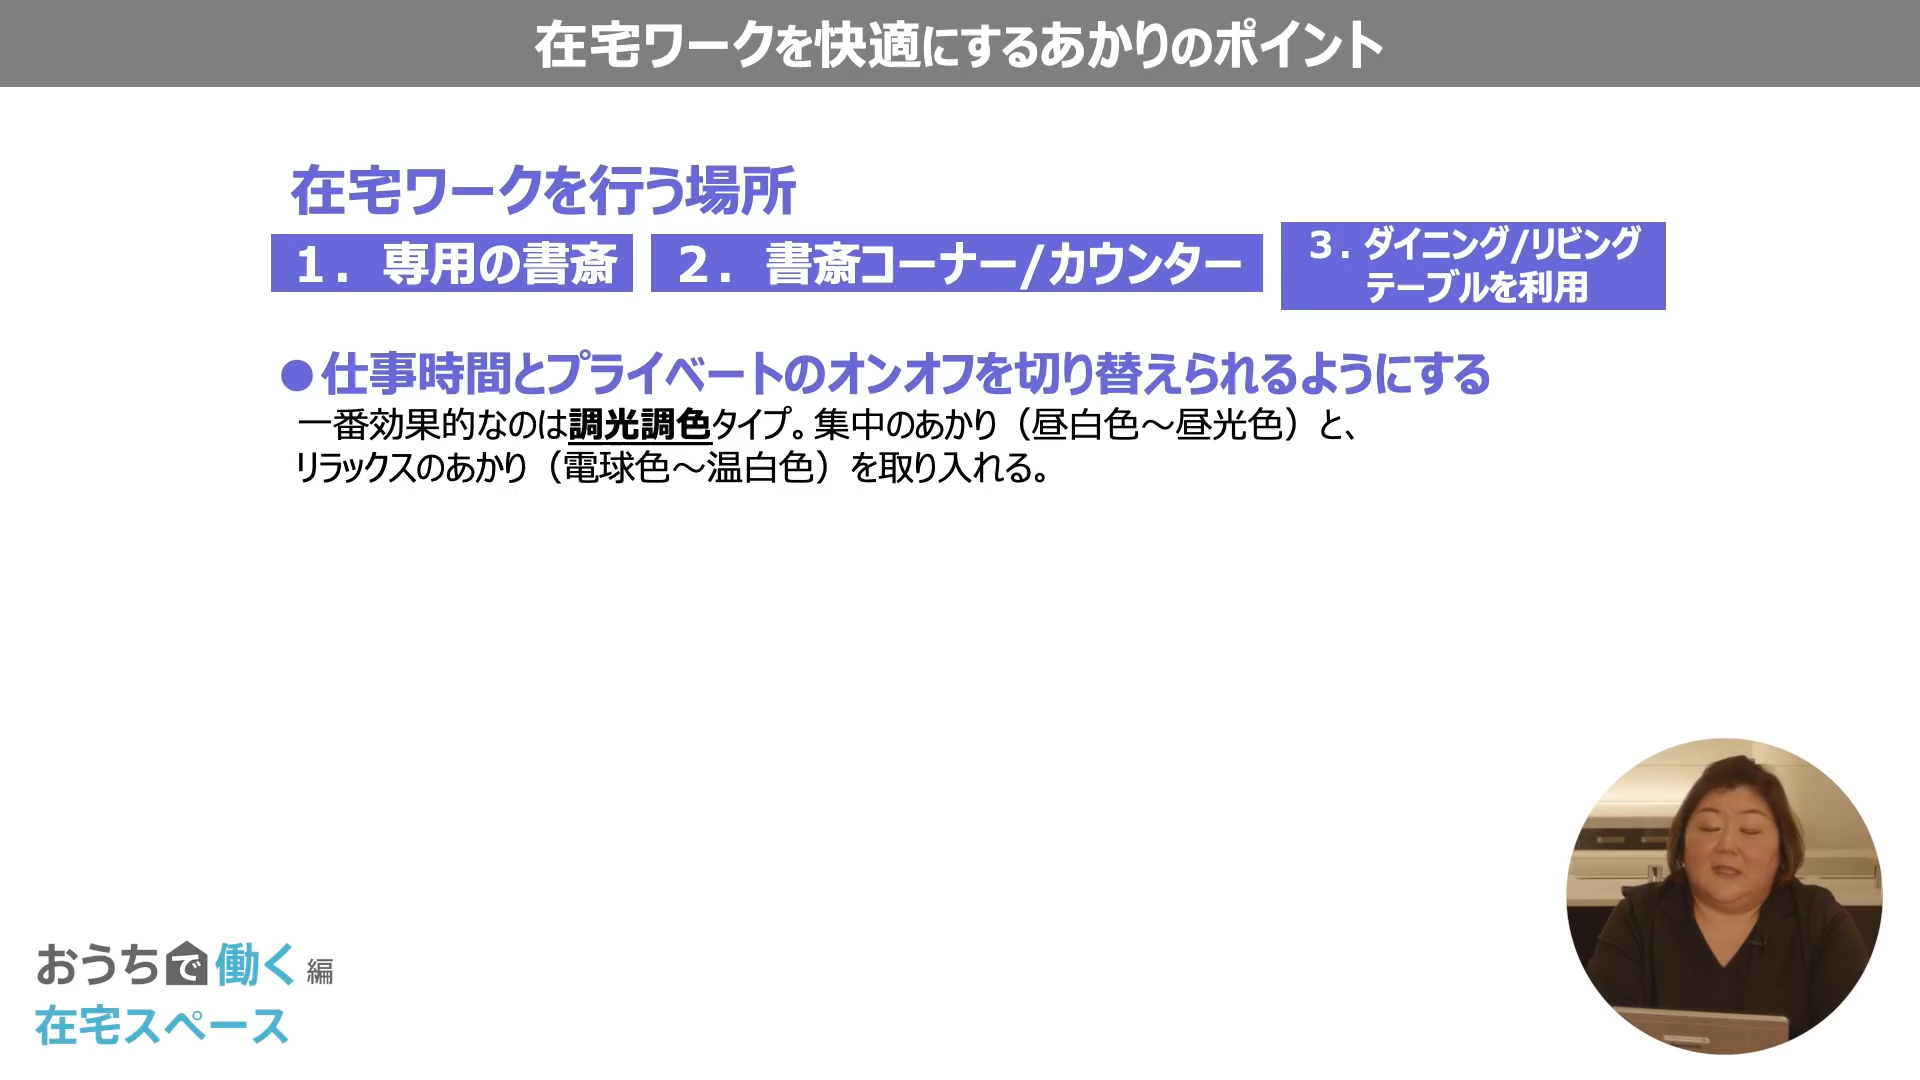 在宅ワークを快適にするあかりのポイント
在宅ワークを行う場所
１．専用の書斎
２．書斎コーナー/カウンター
３．ダイニング/リビング
テーブルを利用
●仕事時間とプライベートのオンオフを切り替えられるようにする
一番効果的なのは調光調色タイプ。集中のあかり（昼白色～昼光色）と、
リラックスのあかり（電球色～温白色）を取り入れる。
おうちで働く編
在宅スペース